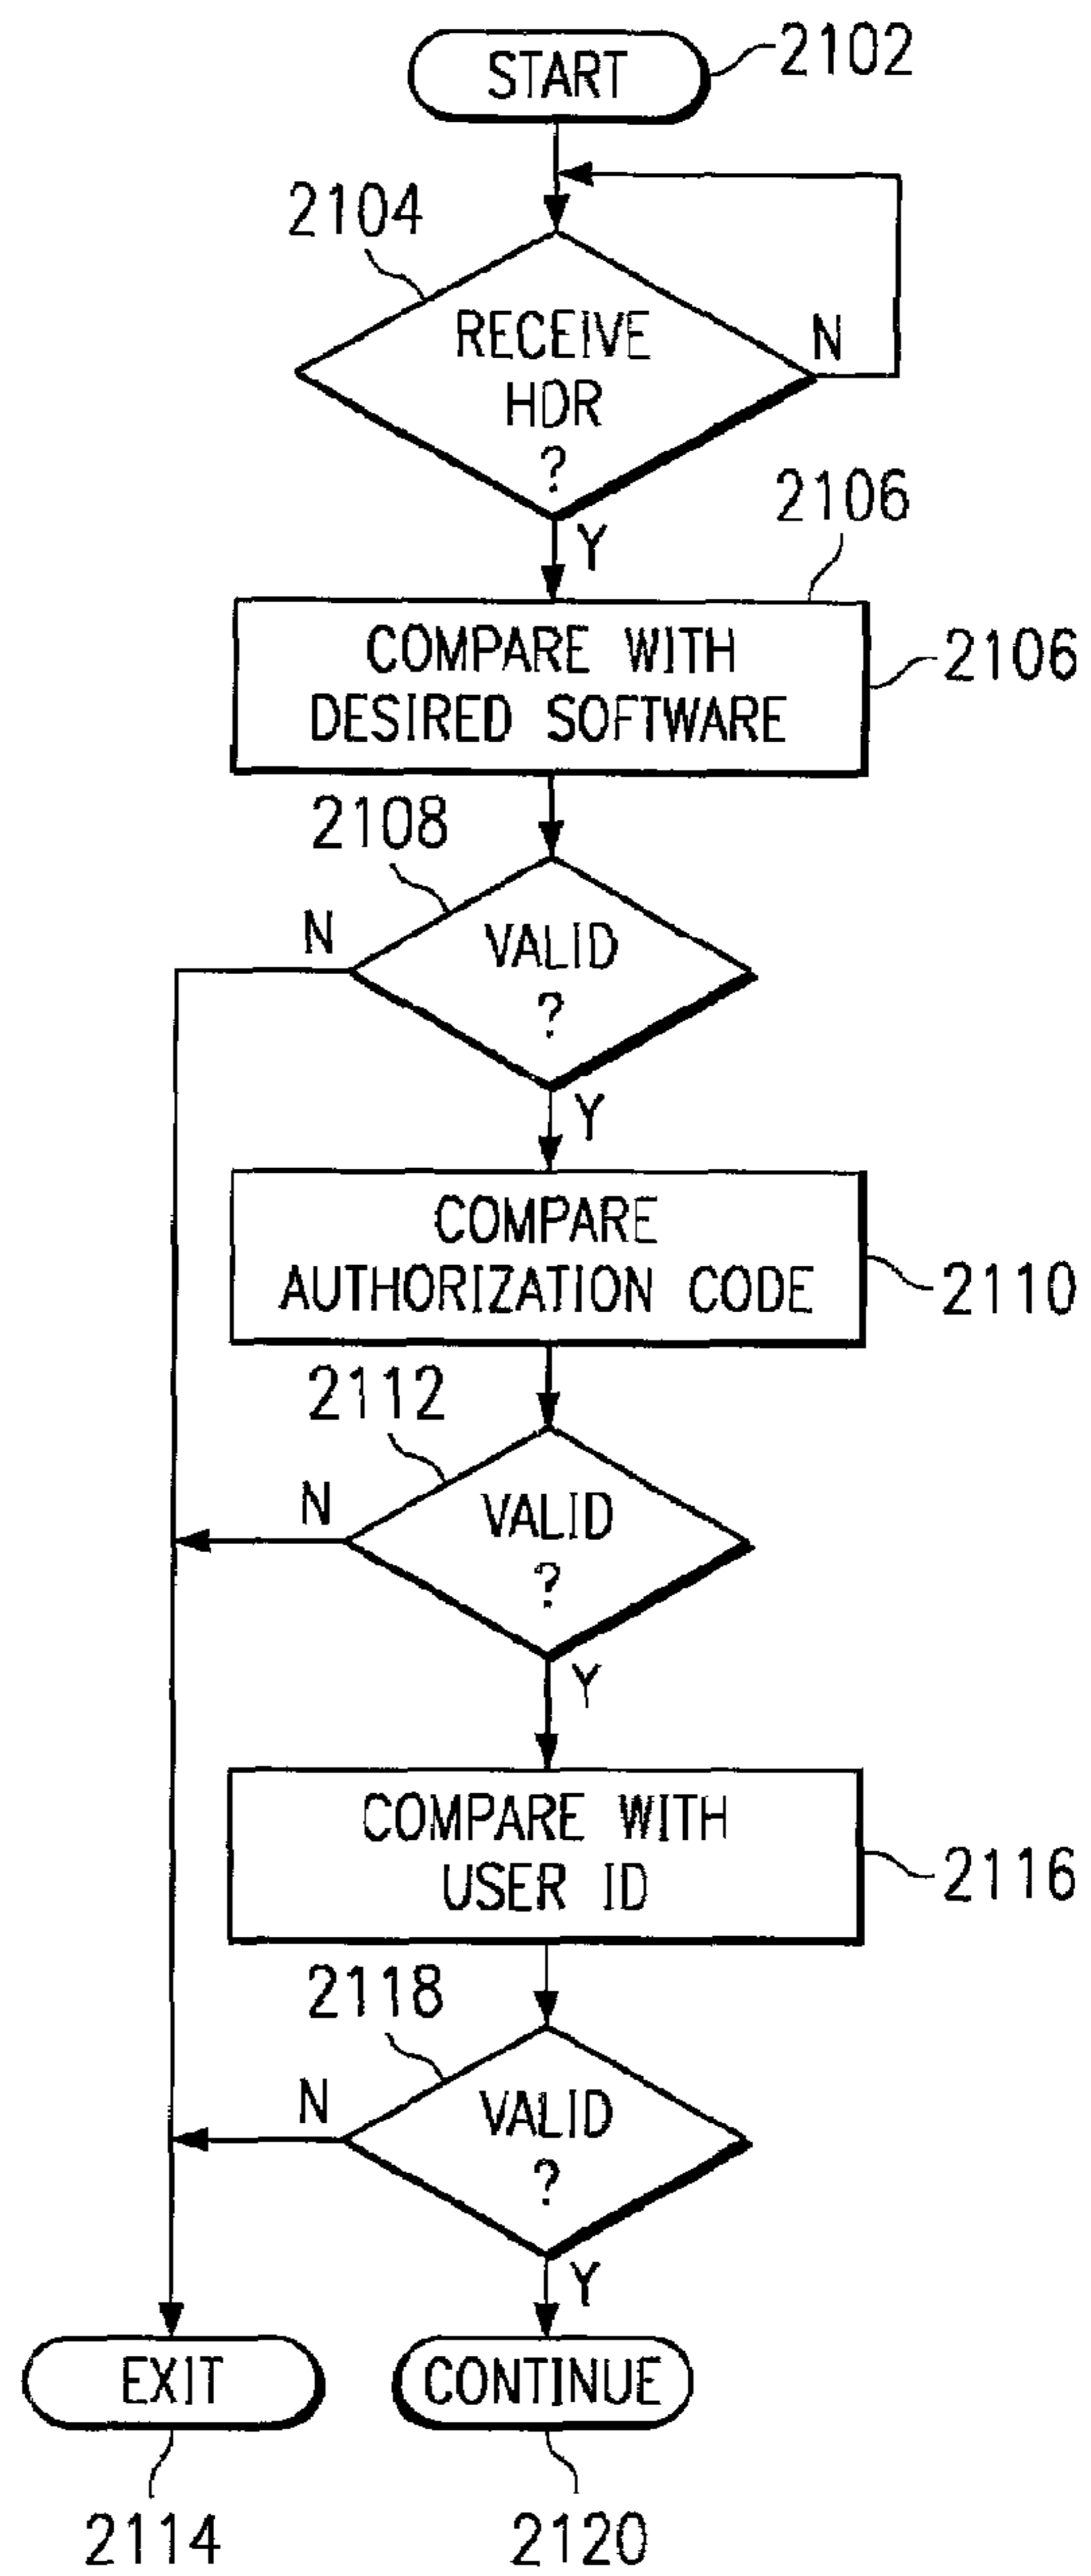 START
2102
2104
RECEIVE
HDR
?
N
Y
2106
COMPARE WITH
DESIRED SOFTWARE
2106
2108
N
VALID
?
Y
COMPARE
AUTHORIZATION CODE
2110
2112
N
VALID
?
Y
COMPARE WITH
USER ID
2116
2118
N
VALID
?
Y
EXIT
CONTINUE
2114
2120